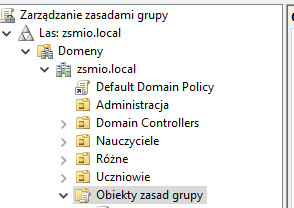 Zarządzanie zasadami grupy
Las: zsmio.local
Domeny
zsmio.local
Default Domain Policy
Administracja
Domain Controllers
Nauczyciele
Różne
Uczniowie
Obiekty zasad grupy